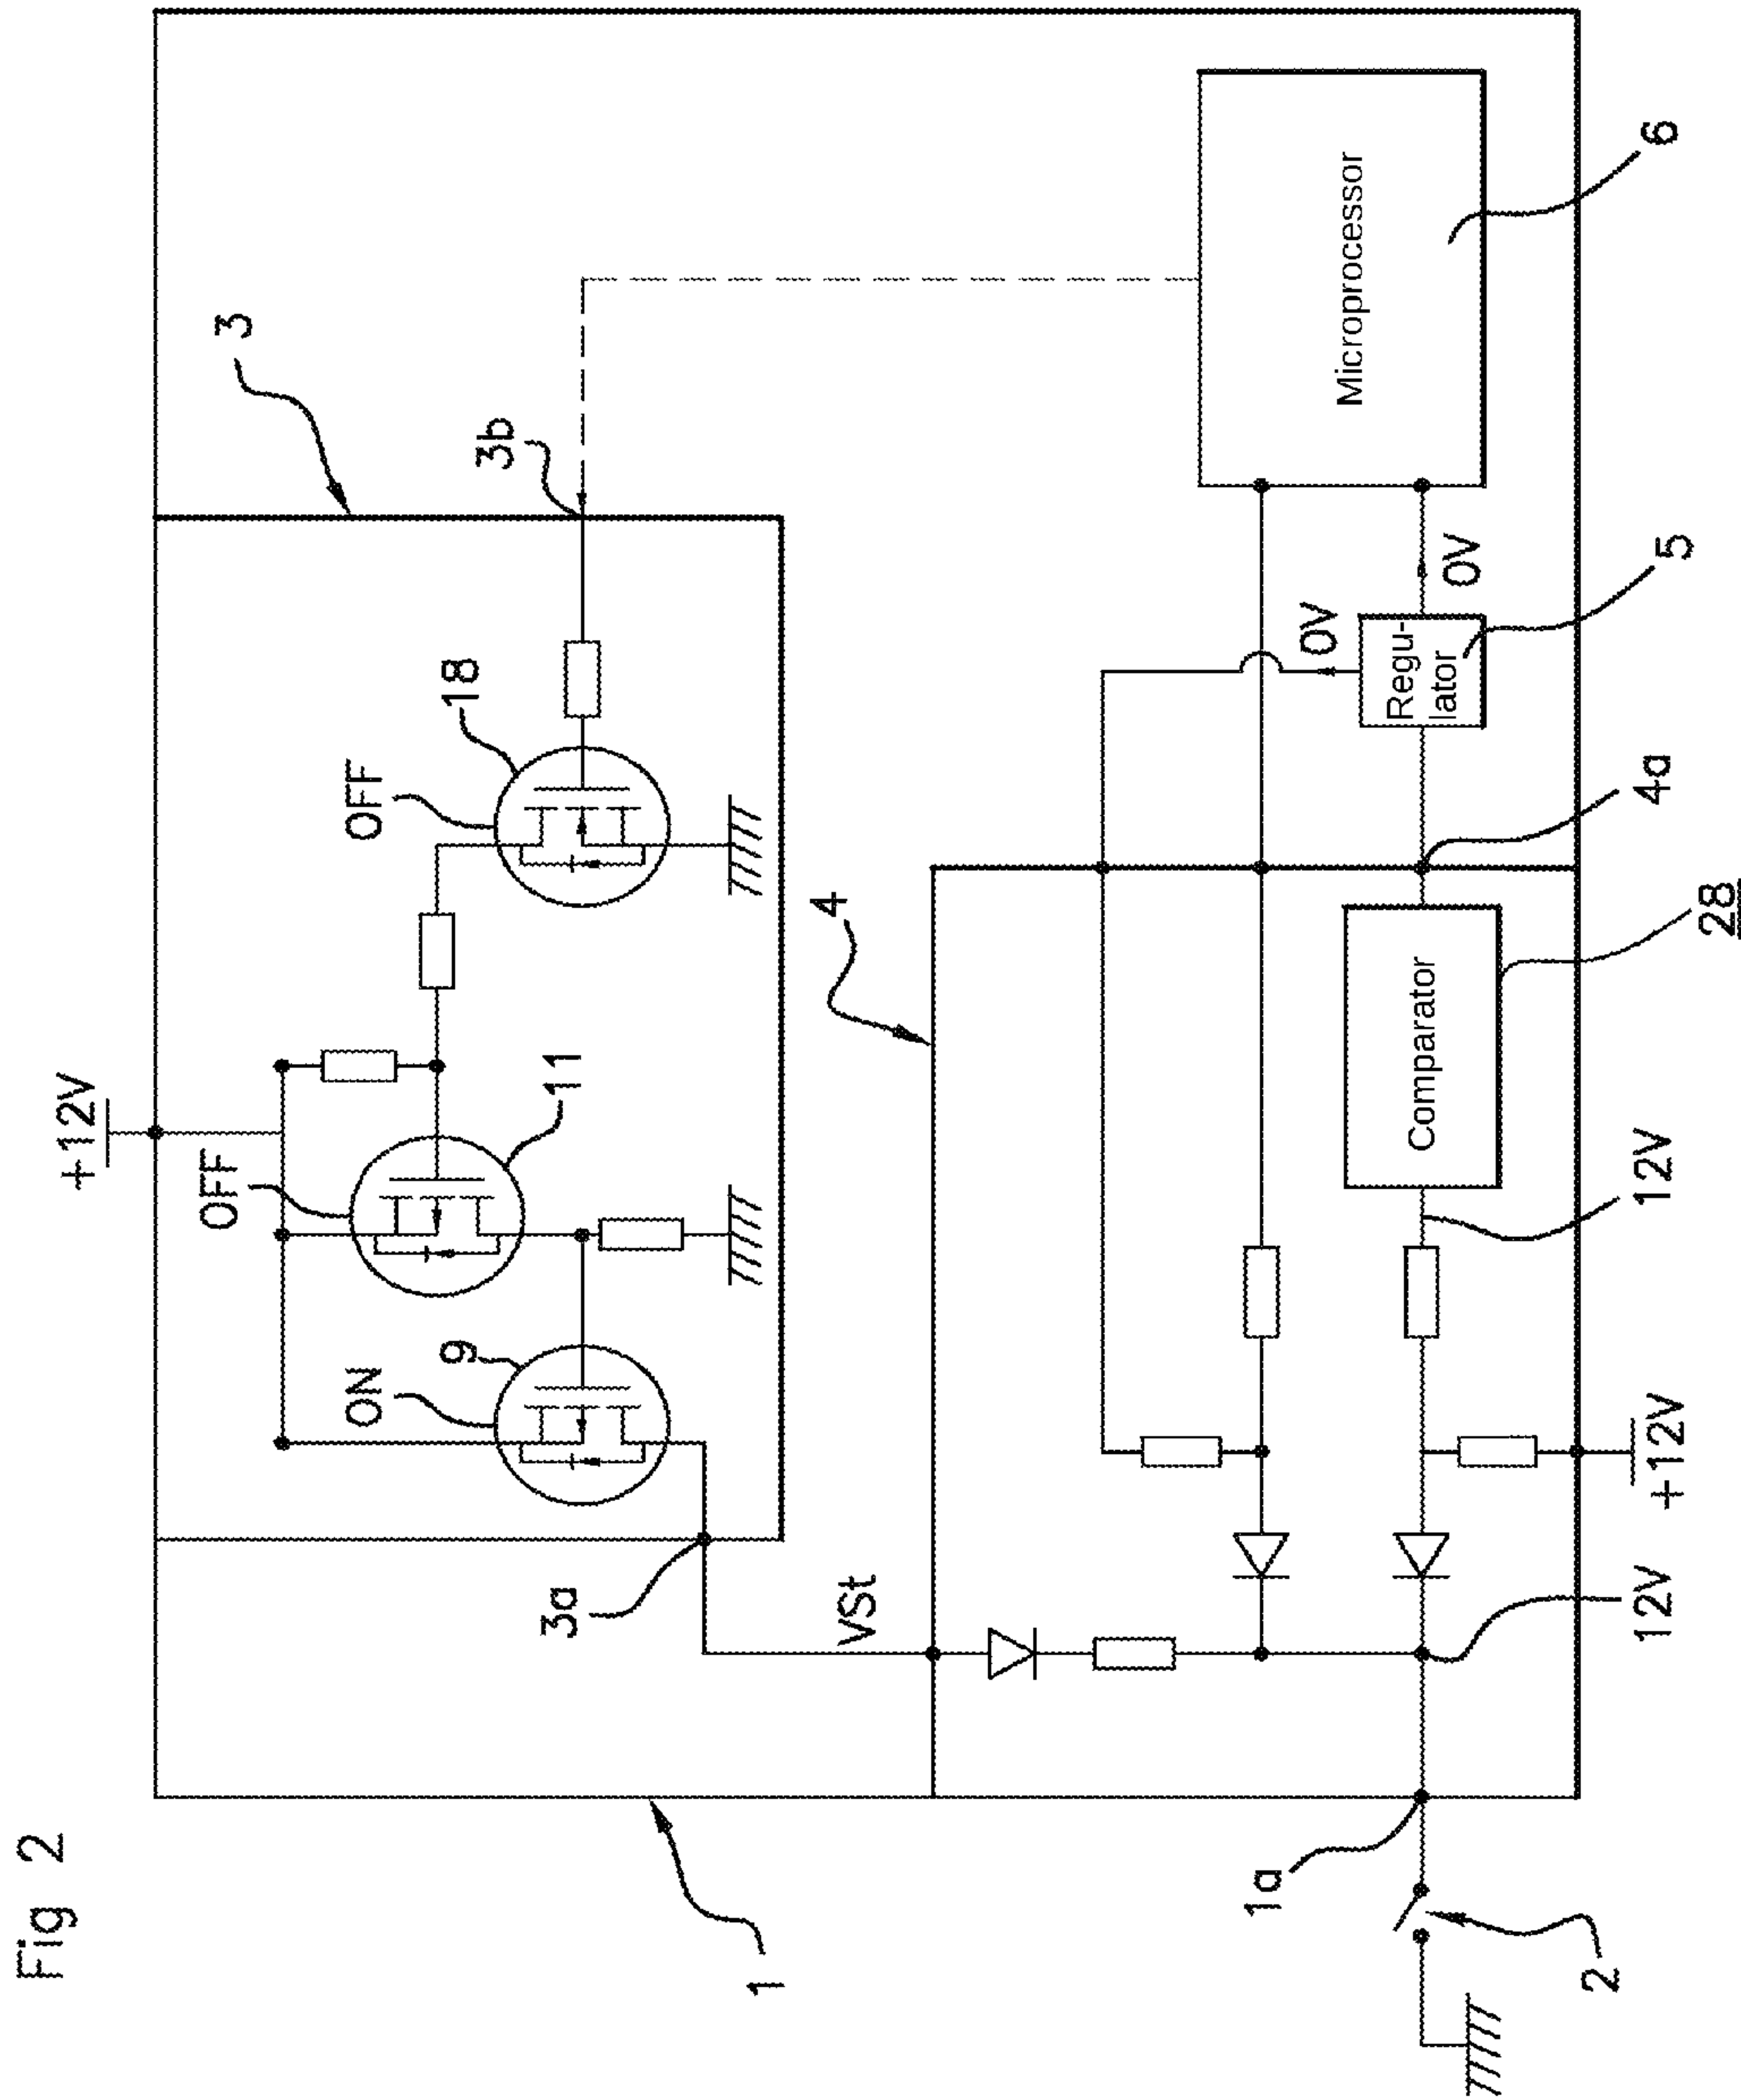 Fig 2
+12V
3
OFF
OFF
18
11
ON
9
3b
3a
VSt
4
1
Microprocessor
6
0V
0V
Regu-
lator
5
4a
Comparator
28
12V
+12V
12V
1a
2